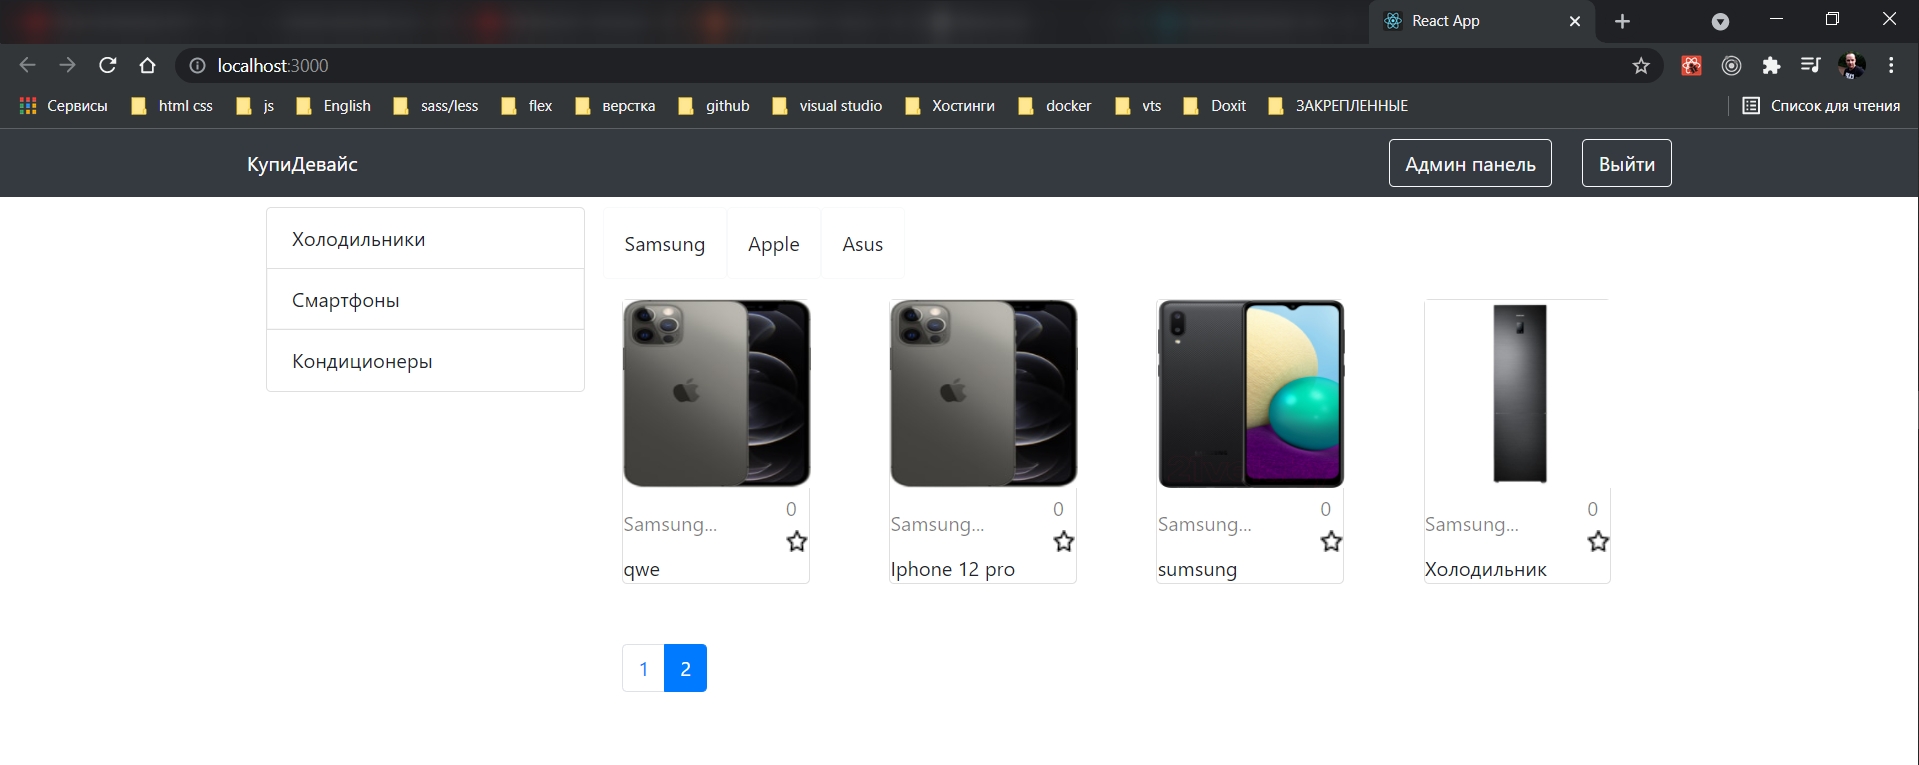 React App
localhost:3000
Сервисы html css js English sass/less flex верстка github visual studio Хостинги docker vts Doxit ЗАКРЕПЛЕННЫЕ Список для чтения
КупиДевайс Админ панель Выйти
Холодильники
Смартфоны
Кондиционеры
Samsung Apple Asus
0 0 0 0
Samsung... Samsung... Samsung... Samsung...
qwe Iphone 12 pro sumsung Холодильник
1 2